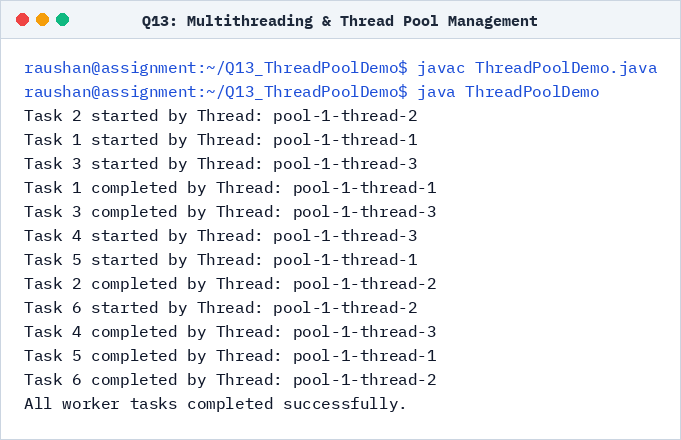 Q13: Multithreading & Thread Pool Management
raushan@assignment:~/Q13_ThreadPoolDemo$ javac ThreadPoolDemo.java
raushan@assignment:~/Q13_ThreadPoolDemo$ java ThreadPoolDemo
Task 2 started by Thread: pool-1-thread-2
Task 1 started by Thread: pool-1-thread-1
Task 3 started by Thread: pool-1-thread-3
Task 1 completed by Thread: pool-1-thread-1
Task 3 completed by Thread: pool-1-thread-3
Task 4 started by Thread: pool-1-thread-3
Task 5 started by Thread: pool-1-thread-1
Task 2 completed by Thread: pool-1-thread-2
Task 6 started by Thread: pool-1-thread-2
Task 4 completed by Thread: pool-1-thread-3
Task 5 completed by Thread: pool-1-thread-1
Task 6 completed by Thread: pool-1-thread-2
All worker tasks completed successfully.